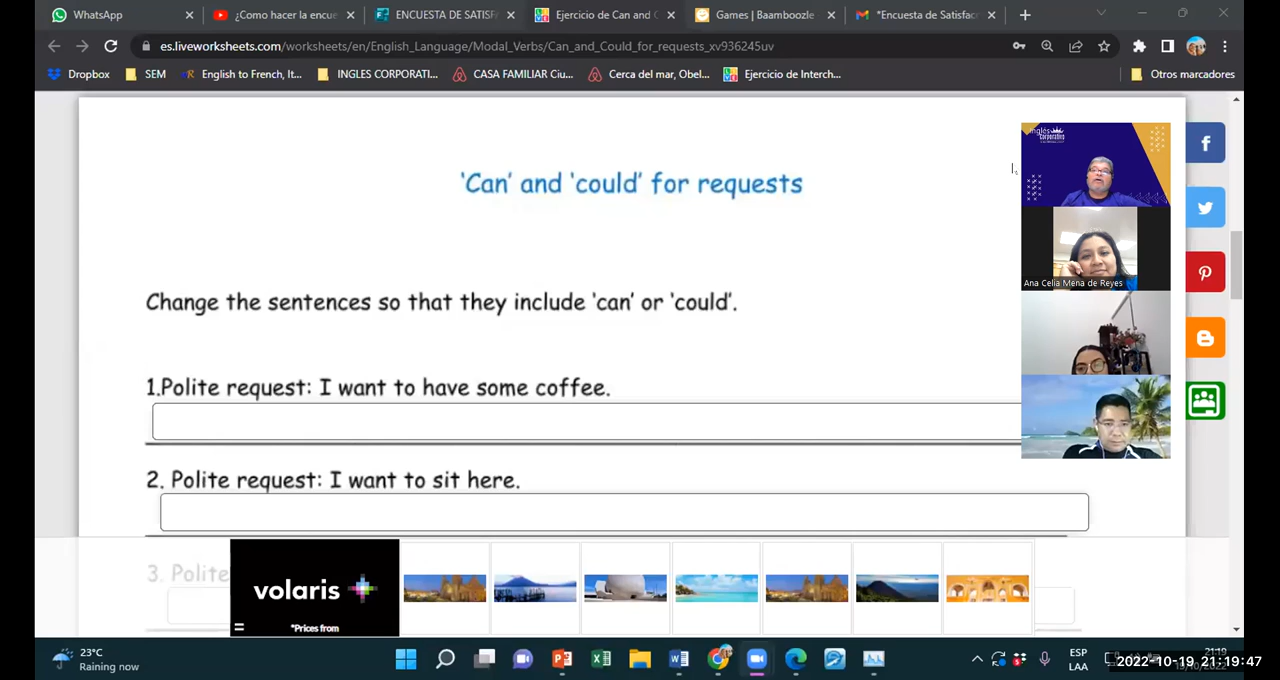 WhatsApp
¿Como hacer la encue
ENCUESTA DE SATISF
Ejercicio de Can and C
Games | Baamboozle
*Encuesta de Satisfac
es.liveworksheets.com/worksheets/en/English_Language/Modal_Verbs/Can_and_Could_for_requests_xv936245uv
Dropbox
SEM
English to French, It...
INGLES CORPORATI...
CASA FAMILIAR Ciu...
Cerca del mar, Obel...
Ejercicio de Interch...
Otros marcadores
'Can' and 'could' for requests
inglés
corporativo
Ana Celia Mena de Reyes
Change the sentences so that they include 'can' or 'could'.
1.Polite request: I want to have some coffee.
2. Polite request: I want to sit here.
3. Polite
volaris
*Prices from
23°C
Raining now
ESP
LAA
21:19
2022-10-19, 21:19:47